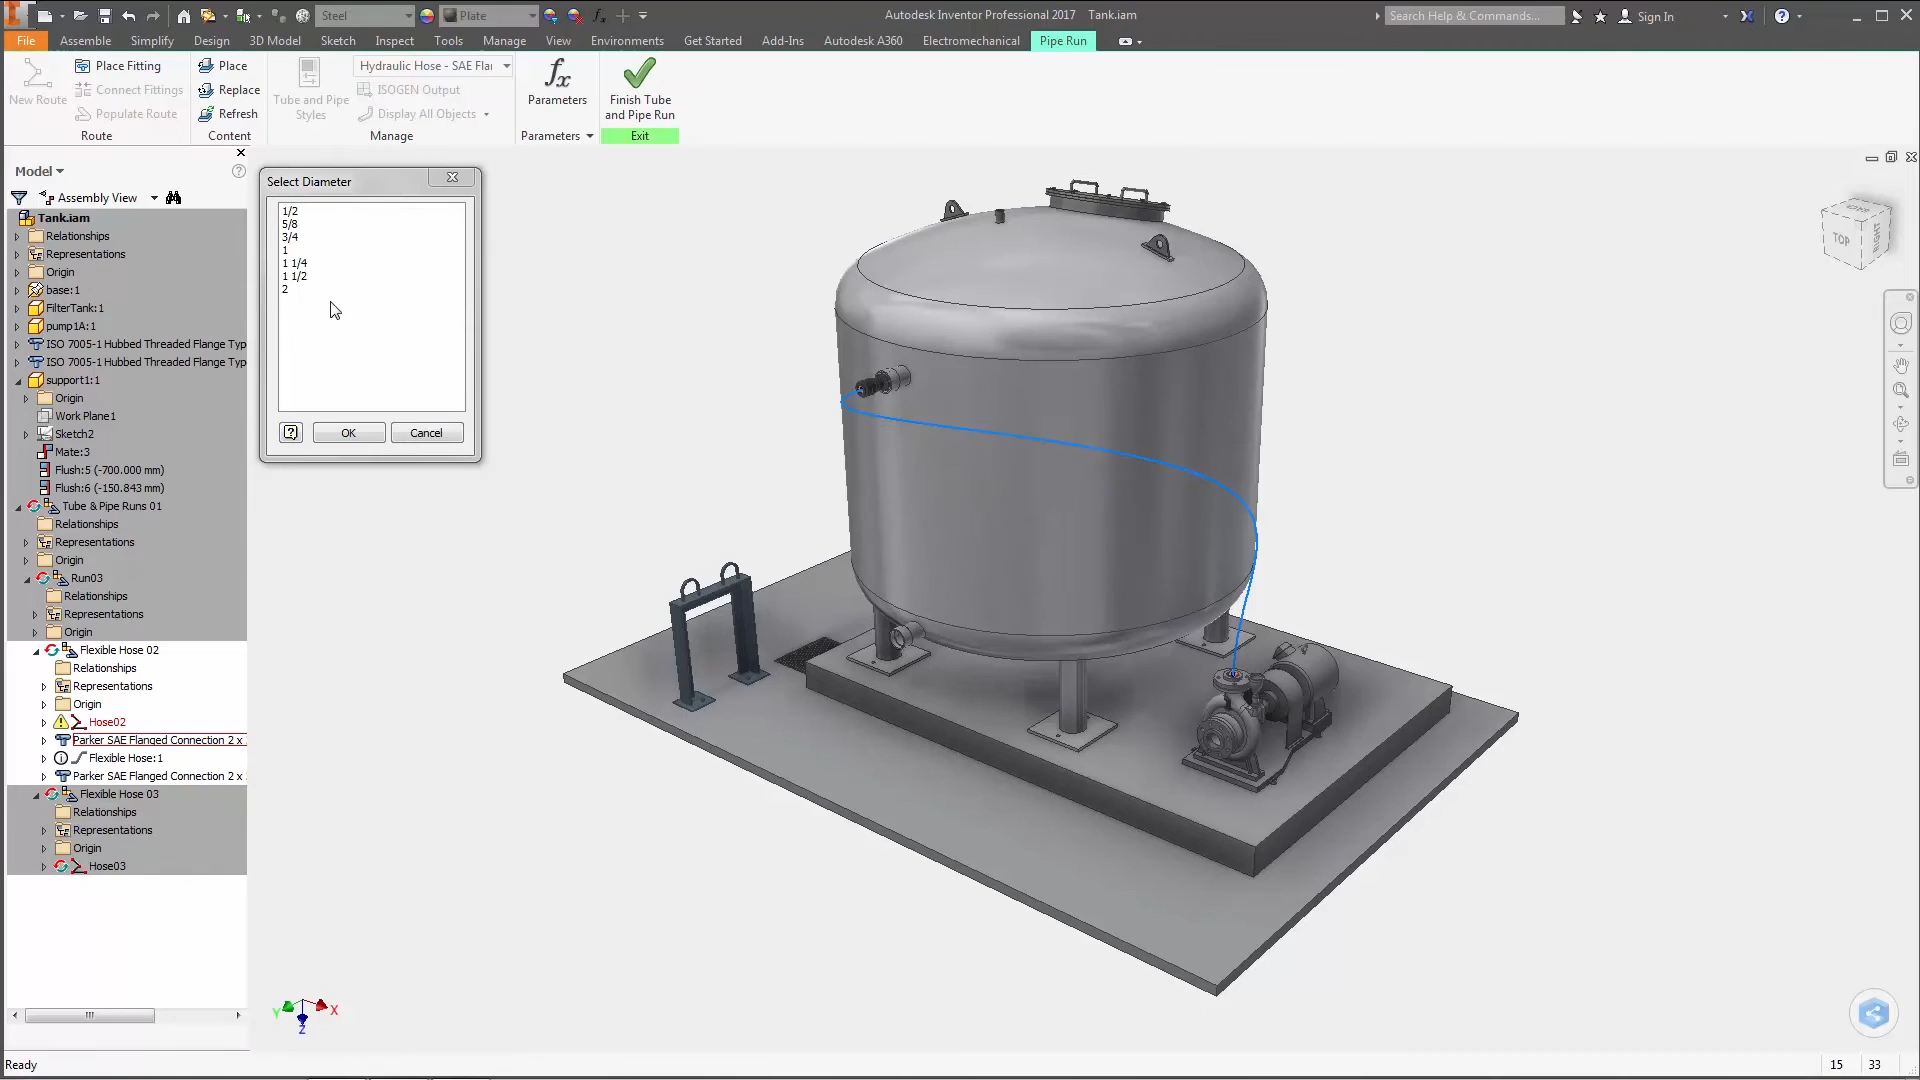 Steel
Plate
Autodesk Inventor Professional 2017 Tank.iam
Search Help & Commands...
Sign In
File Assemble Simplify Design 3D Model Sketch Inspect Tools Manage View Environments Get Started Add-Ins Autodesk A360 Electromechanical Pipe Run
New Route
Place Fitting
Connect Fittings
Populate Route
Route
Place
Replace
Refresh
Content
Tube and Pipe
Styles
Hydraulic Hose - SAE Flar
ISOGEN Output
Display All Objects
Manage
fx
Parameters
Parameters
Finish Tube
and Pipe Run
Exit
Model
Assembly View
Tank.iam
Relationships
Representations
Origin
base:1
FilterTank:1
pump1A:1
ISO 7005-1 Hubbed Threaded Flange Typ
ISO 7005-1 Hubbed Threaded Flange Typ
support1:1
Origin
Work Plane1
Sketch2
Mate:3
Flush:5 (-700.000 mm)
Flush:6 (-150.843 mm)
Tube & Pipe Runs 01
Relationships
Representations
Origin
Run03
Relationships
Representations
Origin
Flexible Hose 02
Relationships
Representations
Origin
Hose02
Parker SAE Flanged Connection 2 x
Flexible Hose:1
Parker SAE Flanged Connection 2 x
Flexible Hose 03
Relationships
Representations
Origin
Hose03
Select Diameter
1/2
5/8
3/4
1
1 1/4
1 1/2
2
OK Cancel
TOP
RIGHT
Y X
Z
Ready
15 33